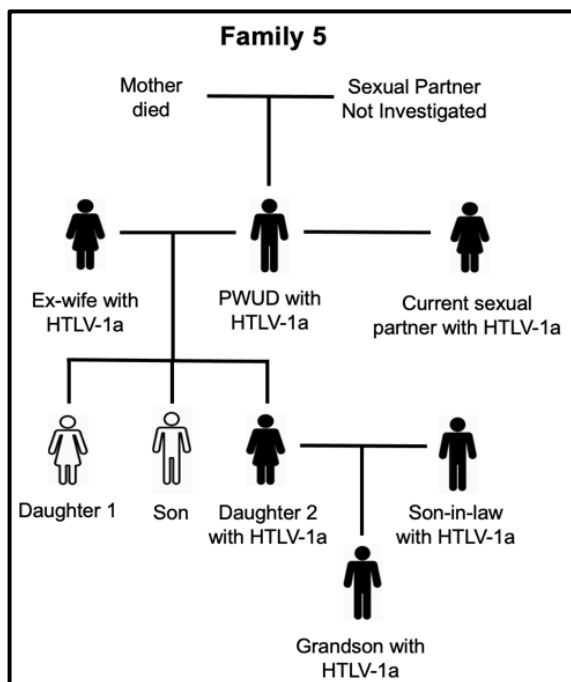 Family 5
Mother
died
Sexual Partner
Not Investigated
Ex-wife with
HTLV-1a
PWUD with
HTLV-1a
Current sexual
partner with HTLV-1a
Daughter 1
Son
Daughter 2
with HTLV-1a
Son-in-law
with HTLV-1a
Grandson with
HTLV-1a